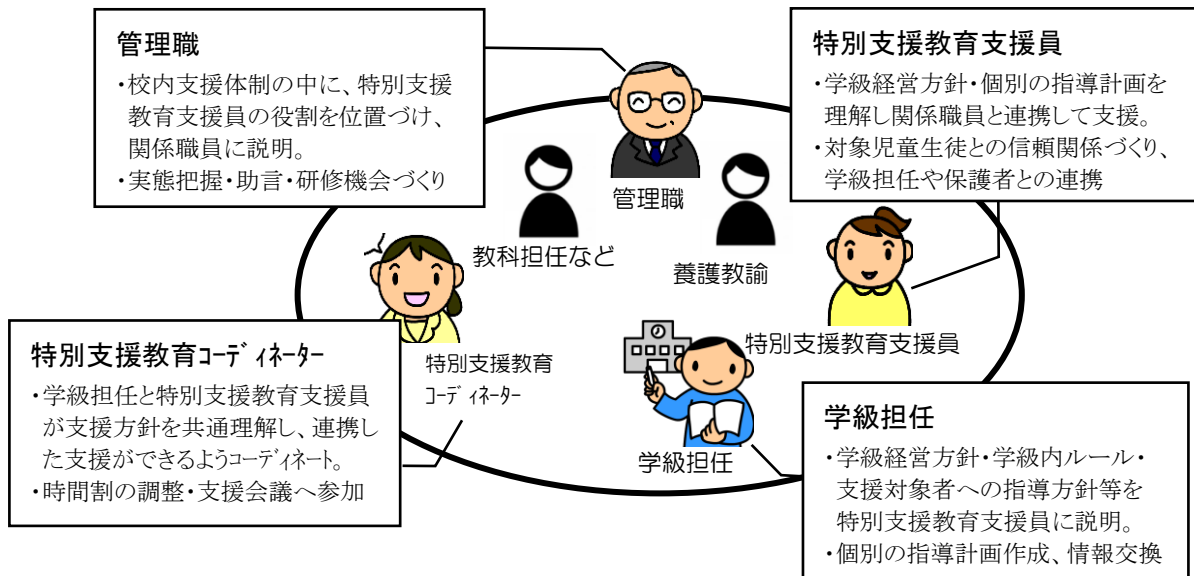 管理職
・校内支援体制の中に、特別支援
教育支援員の役割を位置づけ、
関係職員に説明。
・実態把握・助言・研修機会づくり
特別支援教育支援員
・学級経営方針・個別の指導計画を
理解し関係職員と連携して支援。
・対象児童生徒との信頼関係づくり、
学級担任や保護者との連携
管理職
教科担任など
養護教諭
特別支援教育支援員
特別支援教育
ｺｰﾃﾞｨﾈｰﾀｰ
学級担任
特別支援教育ｺｰﾃﾞｨﾈｰﾀｰ
・学級担任と特別支援教育支援員
が支援方針を共通理解し、連携し
た支援ができるようｺｰﾃﾞｨﾈｰﾄ。
・時間割の調整・支援会議へ参加
学級担任
・学級経営方針・学級内ルール・
支援対象者への指導方針等を
特別支援教育支援員に説明。
・個別の指導計画作成、情報交換